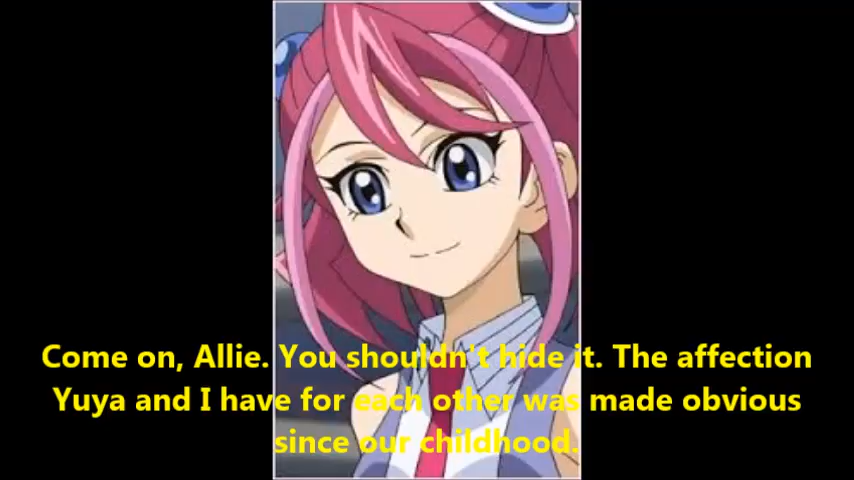 Come on, Allie. You shouldn't hide it. The affection
Yuya and I have for each other was made obvious
since our childhood.